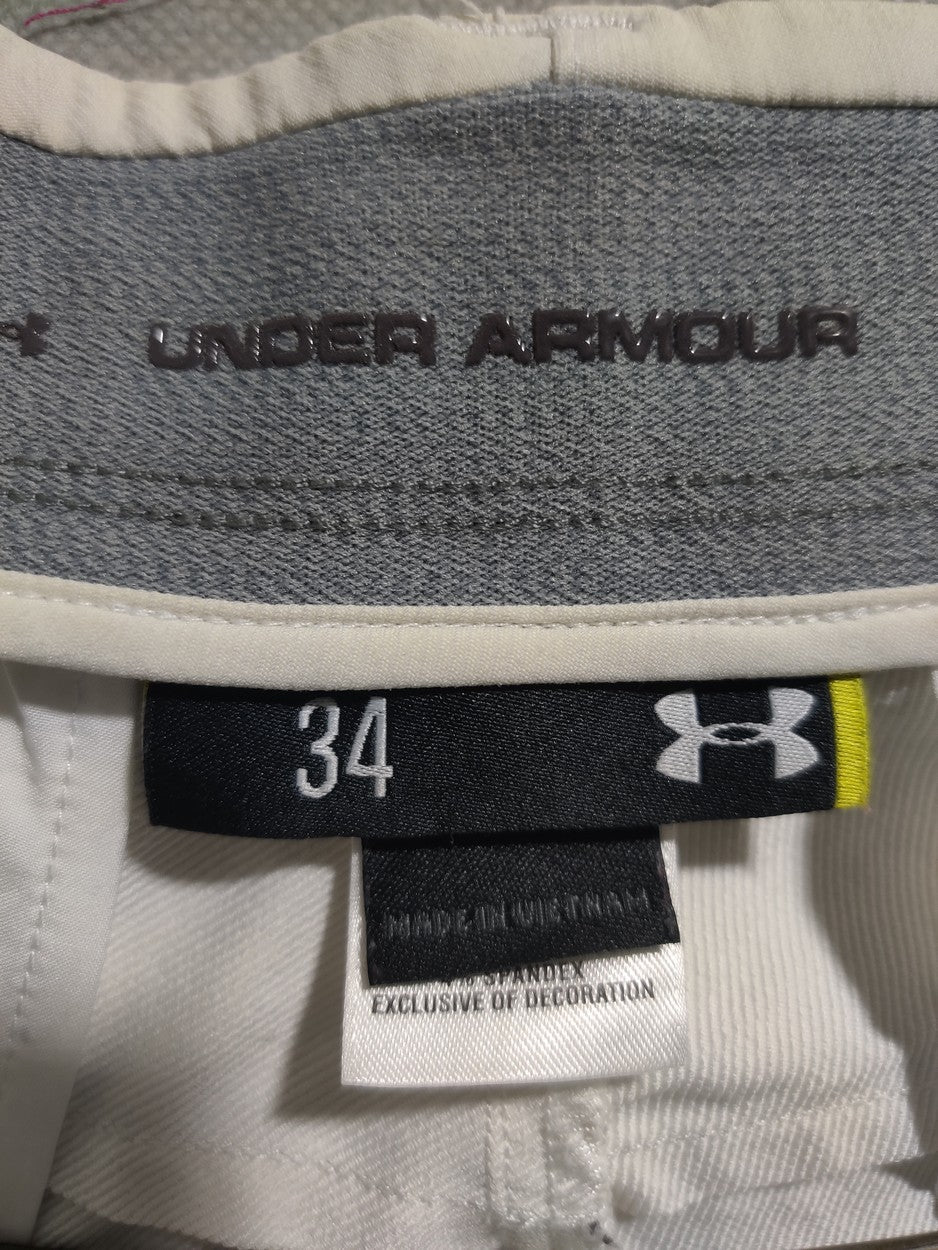 UNDER ARMOUR
34
MADE IN VIETNAM
% SPANDEX
EXCLUSIVE OF DECORATION